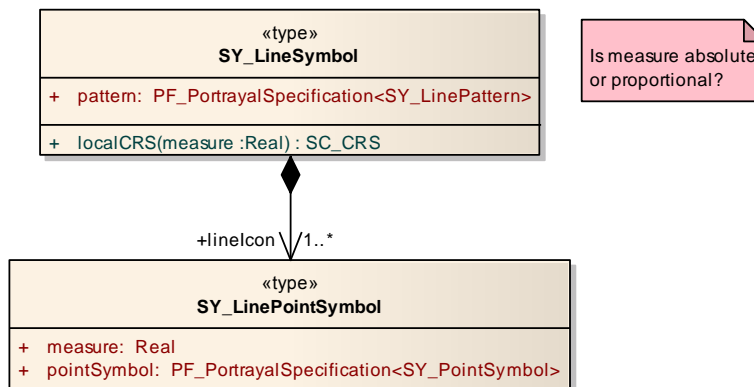 «type»
SY_LineSymbol
+ pattern: PF_PortrayalSpecification<SY_LinePattern>
+ localCRS(measure :Real) : SC_CRS
Is measure absolute
or proportional?
+lineIcon 1..*
«type»
SY_LinePointSymbol
+ measure: Real
+ pointSymbol: PF_PortrayalSpecification<SY_PointSymbol>